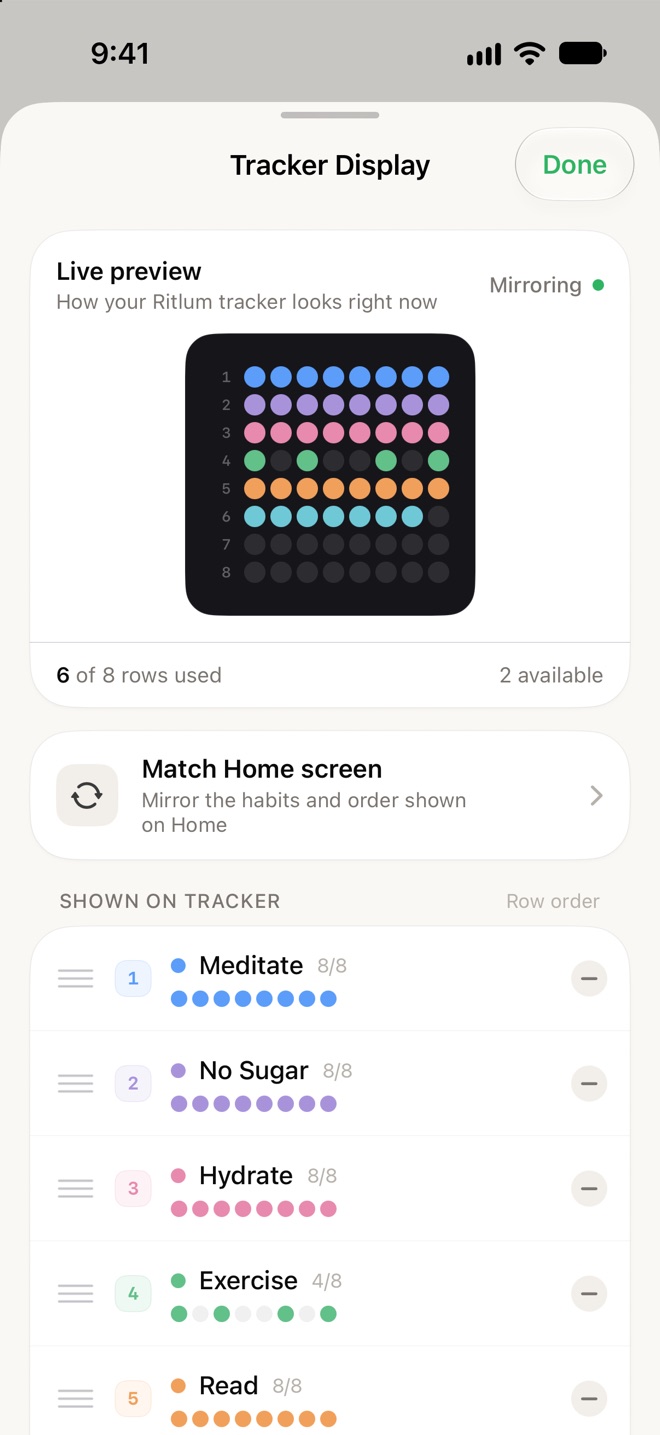 9:41
Tracker Display
Done
Live preview
How your Ritlum tracker looks right now
Mirroring
1
2
3
4
5
6
7
8
6 of 8 rows used
2 available
Match Home screen
Mirror the habits and order shown
on Home
SHOWN ON TRACKER
Row order
1 Meditate 8/8
2 No Sugar 8/8
3 Hydrate 8/8
4 Exercise 4/8
5 Read 8/8